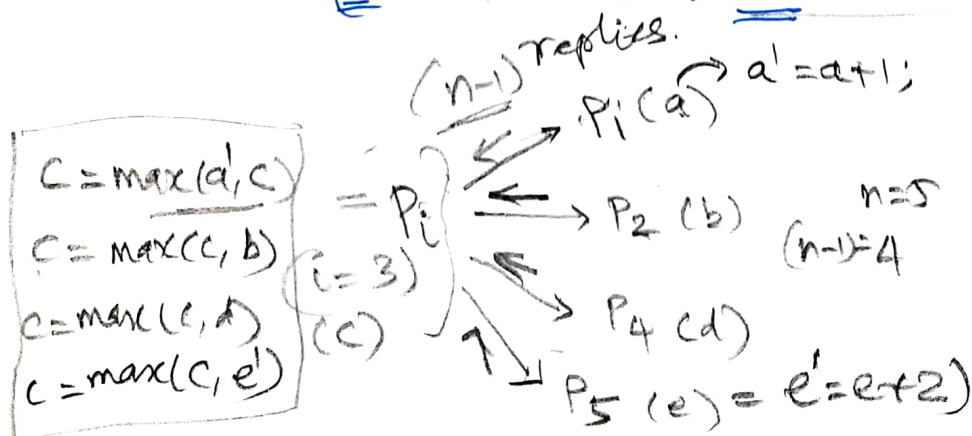 (n-1) replies.
P1 (a) → a' = a+1;
C = max(a', c)
= Pi
P2 (b)
n=5
C = max(c, b)
(i=3)
(n-1)=4
C = max(c, d)
(c)
P4 (d)
C = max(c, e')
P5 (e) = e' = e+2)